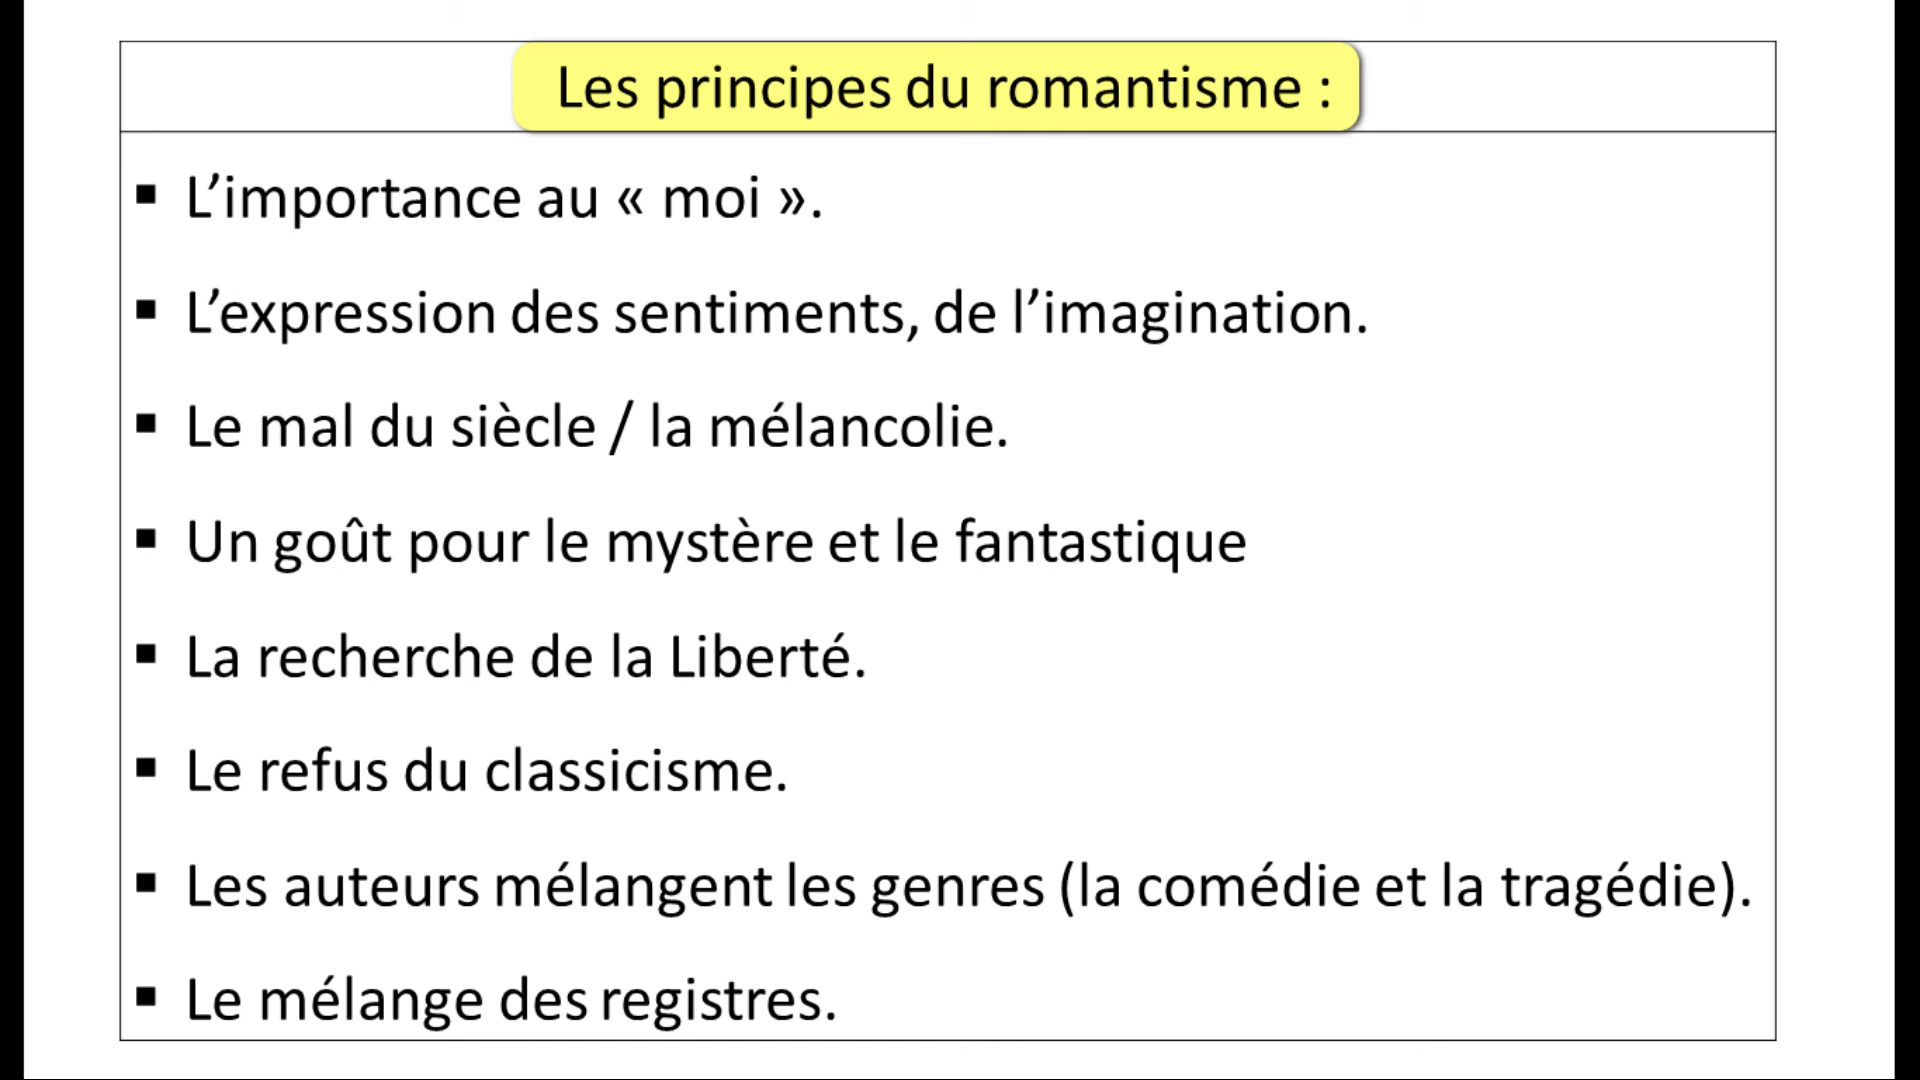 Les principes du romantisme :
▪ L’importance au « moi ».
▪ L’expression des sentiments, de l’imagination.
▪ Le mal du siècle / la mélancolie.
▪ Un goût pour le mystère et le fantastique
▪ La recherche de la Liberté.
▪ Le refus du classicisme.
▪ Les auteurs mélangent les genres (la comédie et la tragédie).
▪ Le mélange des registres.